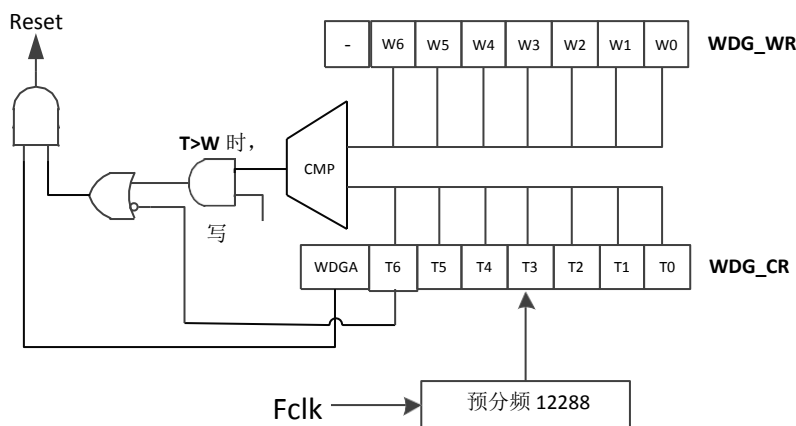 Reset
- W6 W5 W4 W3 W2 W1 W0 WDG_WR
T>W 时，
CMP
写
WDGA T6 T5 T4 T3 T2 T1 T0 WDG_CR
Fclk 预分频 12288